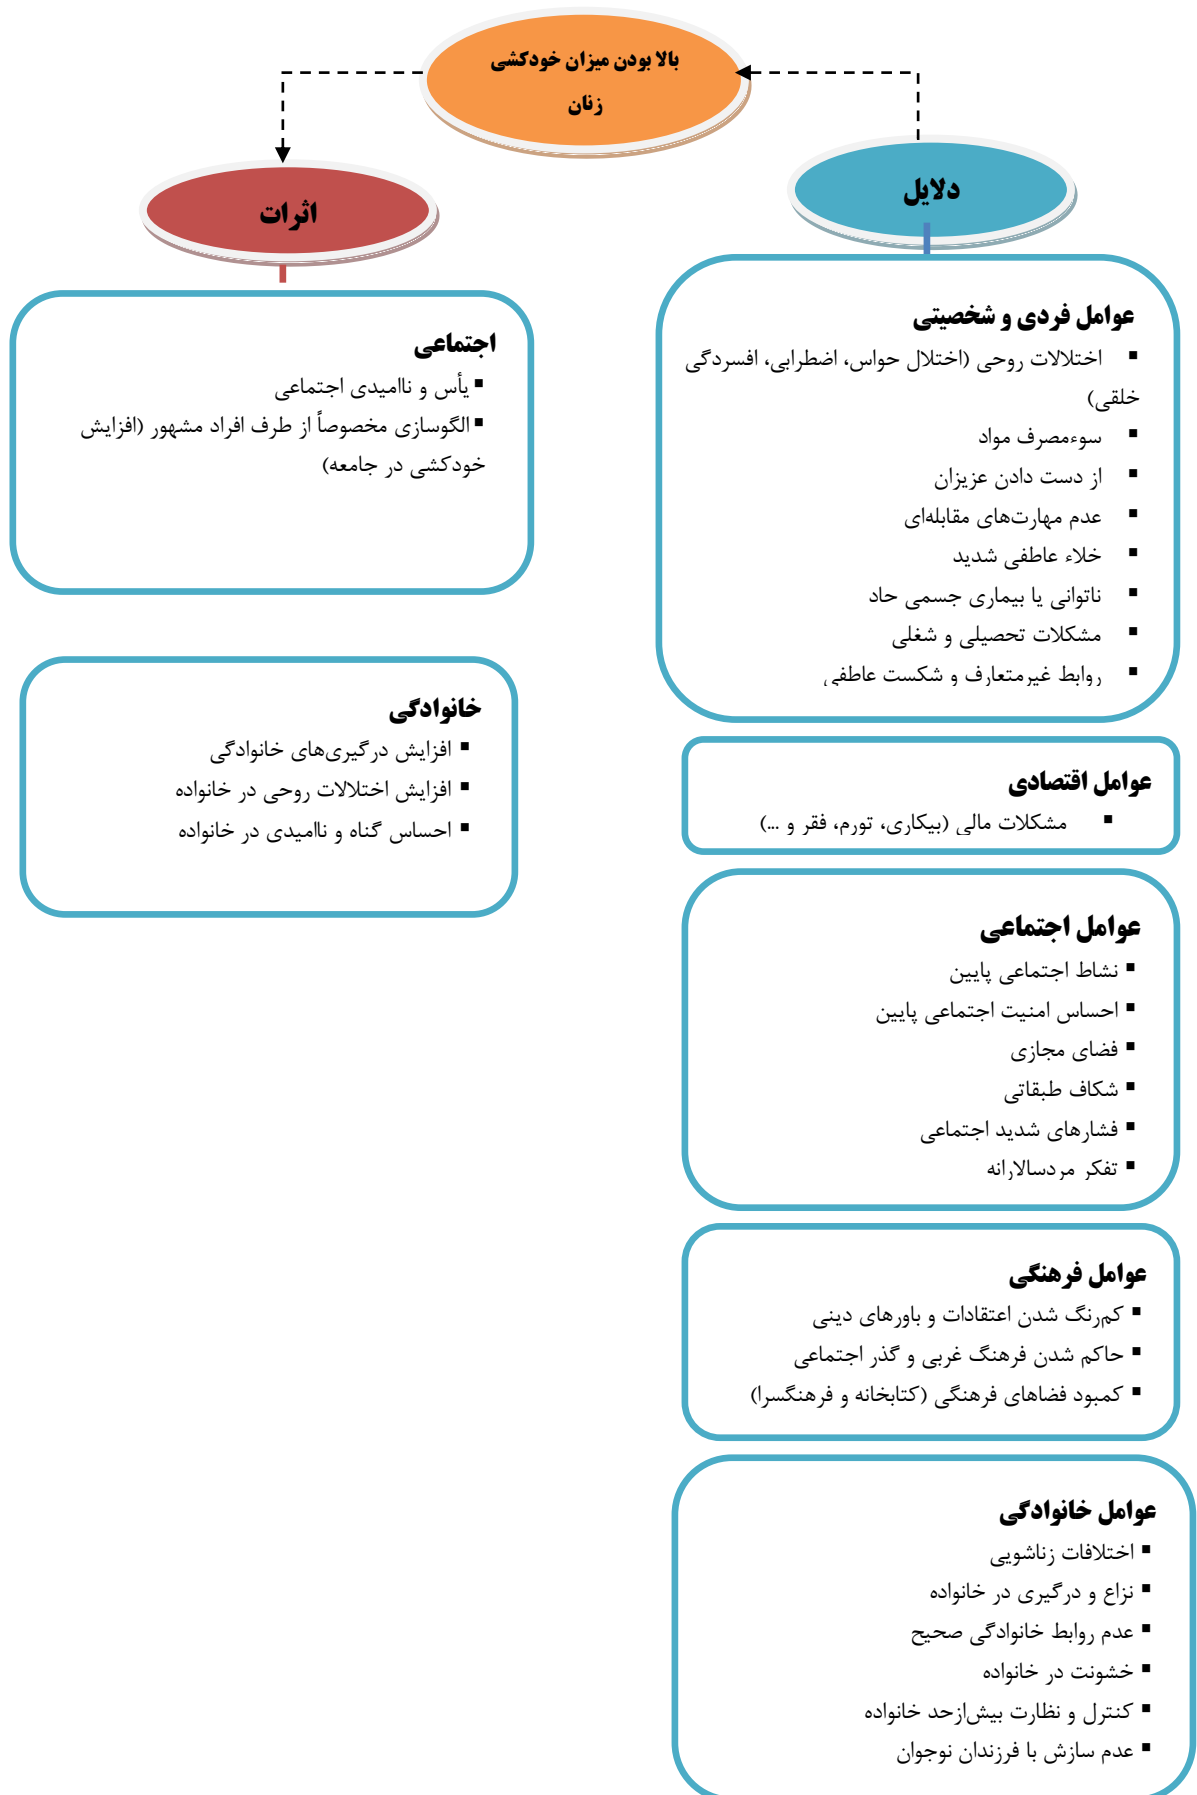 بالا بودن میزان خودکشی
زنان
دلایل
عوامل فردی و شخصیتی
▪ اختلالات روحی (اختلال حواس، اضطرابی، افسردگی
خلقی)
▪ سوءمصرف مواد
▪ از دست دادن عزیزان
▪ عدم مهارت‌های مقابله‌ای
▪ خلاء عاطفی شدید
▪ ناتوانی یا بیماری جسمی حاد
▪ مشکلات تحصیلی و شغلی
▪ روابط غیرمتعارف و شکست عاطفی
عوامل اقتصادی
▪ مشکلات مالی (بیکاری، تورم، فقر و ...)
عوامل اجتماعی
▪ نشاط اجتماعی پایین
▪ احساس امنیت اجتماعی پایین
▪ فضای مجازی
▪ شکاف طبقاتی
▪ فشارهای شدید اجتماعی
▪ تفکر مردسالارانه
عوامل فرهنگی
▪ کم‌رنگ شدن اعتقادات و باورهای دینی
▪ حاکم شدن فرهنگ غربی و گذر اجتماعی
▪ کمبود فضاهای فرهنگی (کتابخانه و فرهنگسرا)
عوامل خانوادگی
▪ اختلافات زناشویی
▪ نزاع و درگیری در خانواده
▪ عدم روابط خانوادگی صحیح
▪ خشونت در خانواده
▪ کنترل و نظارت بیش‌ازحد خانواده
▪ عدم سازش با فرزندان نوجوان
اثرات
اجتماعی
▪ یأس و ناامیدی اجتماعی
▪ الگوسازی مخصوصاً از طرف افراد مشهور (افزایش
خودکشی در جامعه)
خانوادگی
▪ افزایش درگیری‌های خانوادگی
▪ افزایش اختلالات روحی در خانواده
▪ احساس گناه و ناامیدی در خانواده